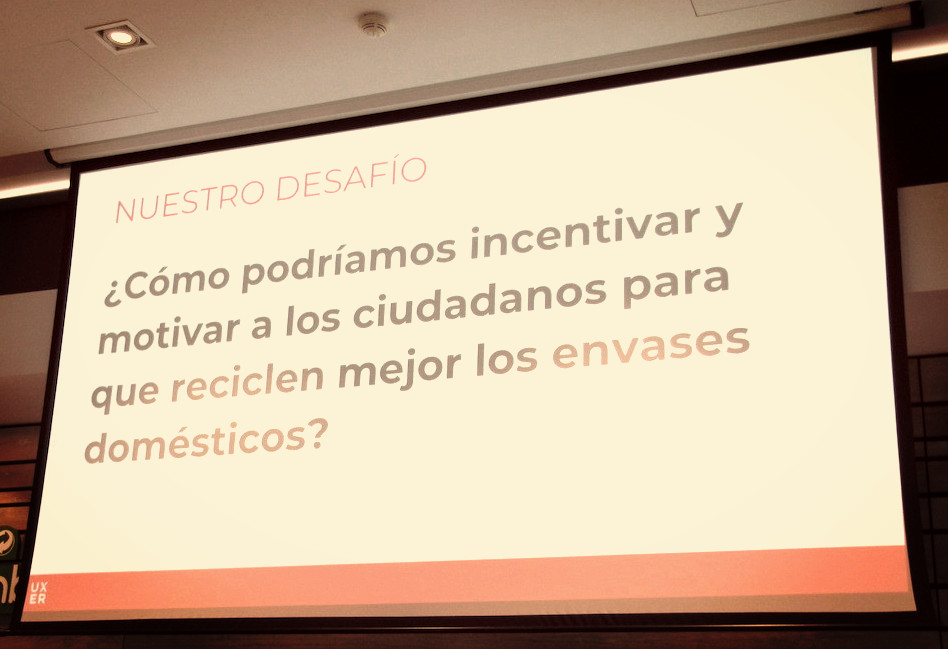 NUESTRO DESAFÍO
¿Cómo podríamos incentivar y
motivar a los ciudadanos para
que reciclen mejor los envases
domésticos?
UX
ER